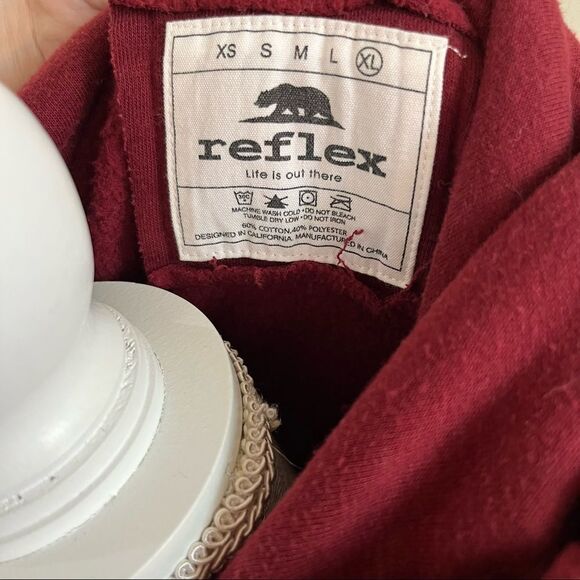 XS S M L XL
reflex
Life is out there
30C
MACHINE WASH COLD•DO NOT BLEACH
TUMBLE DRY LOW•DO NOT IRON
60% COTTON,40% POLYESTER
DESIGNED IN CALIFORNIA. MANUFACTURED IN CHINA